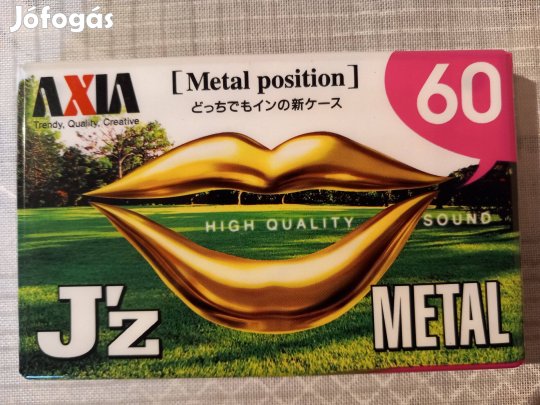 Jófogás
AXIA
Trendy, Quality, Creative
[Metal position]
どっちでもインの新ケース
60
HIGH QUALITY SOUND
J'z
METAL